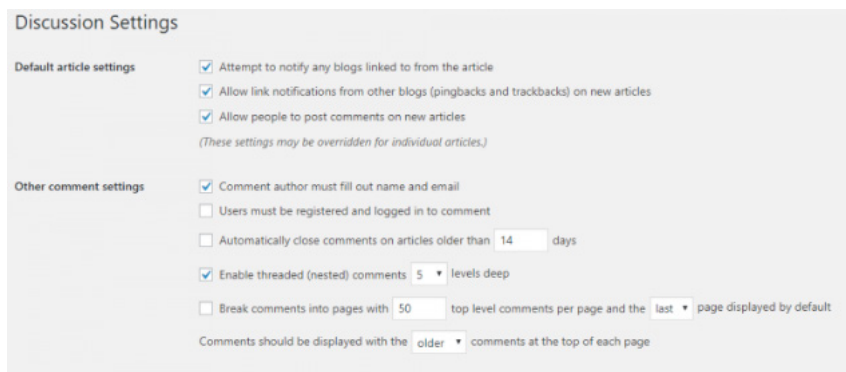 Discussion Settings
Default article settings
Attempt to notify any blogs linked to from the article
Allow link notifications from other blogs (pingbacks and trackbacks) on new articles
Allow people to post comments on new articles
(These settings may be overridden for individual articles.)
Other comment settings
Comment author must fill out name and email
Users must be registered and logged in to comment
Automatically close comments on articles older than 14 days
Enable threaded (nested) comments 5 levels deep
Break comments into pages with 50 top level comments per page and the last page displayed by default
Comments should be displayed with the older comments at the top of each page